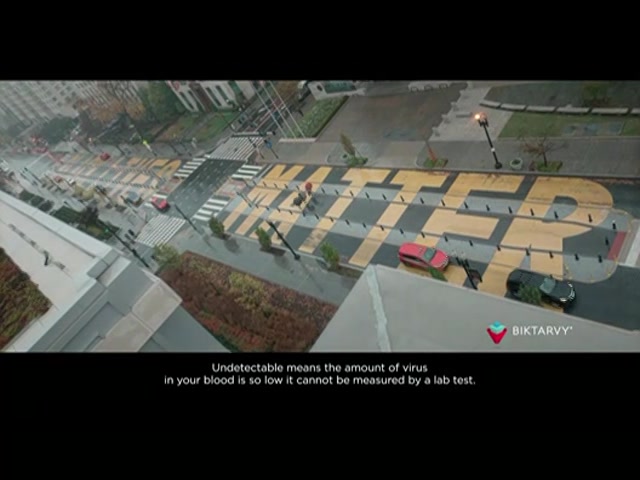 MATTER
BIKTARVY®
Undetectable means the amount of virus
in your blood is so low it cannot be measured by a lab test.